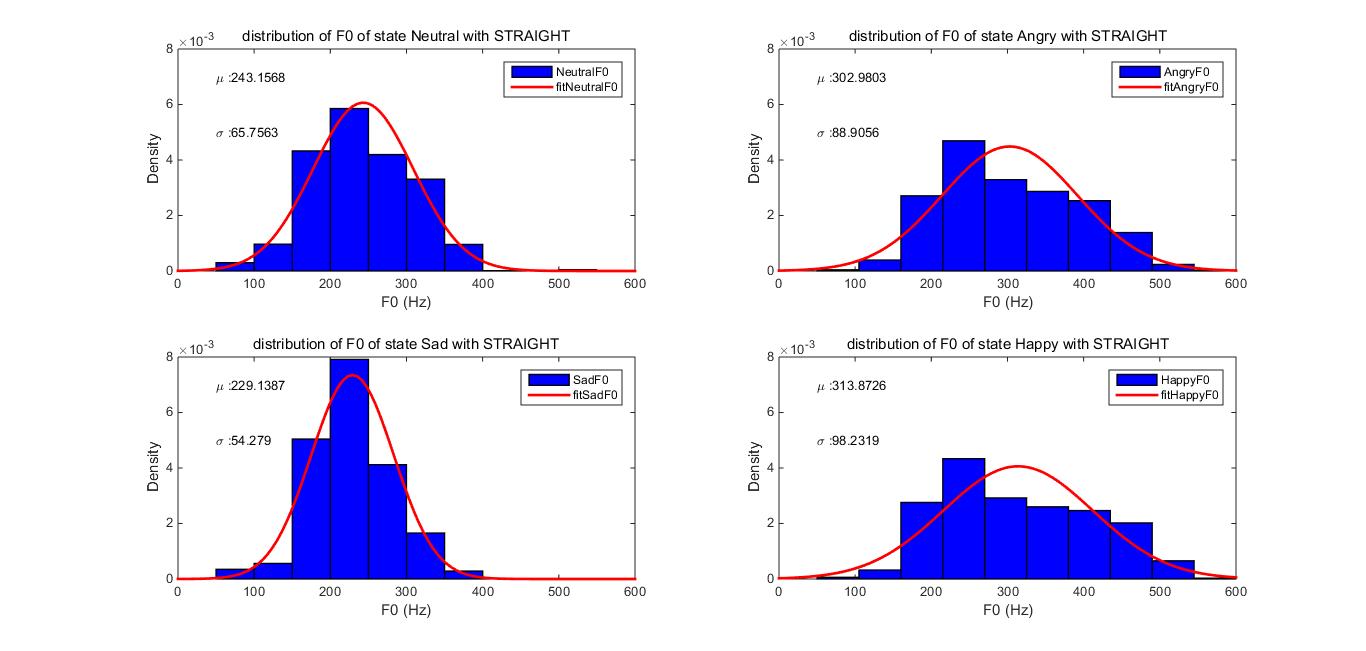 distribution of F0 of state Neutral with STRAIGHT
×10⁻³
8
6
4
2
0
Density
μ :243.1568
σ :65.7563
NeutralF0
fitNeutralF0
0 100 200 300 400 500 600
F0 (Hz)
distribution of F0 of state Angry with STRAIGHT
×10⁻³
8
6
4
2
0
Density
μ :302.9803
σ :88.9056
AngryF0
fitAngryF0
0 100 200 300 400 500 600
F0 (Hz)
distribution of F0 of state Sad with STRAIGHT
×10⁻³
8
6
4
2
0
Density
μ :229.1387
σ :54.279
SadF0
fitSadF0
0 100 200 300 400 500 600
F0 (Hz)
distribution of F0 of state Happy with STRAIGHT
×10⁻³
8
6
4
2
0
Density
μ :313.8726
σ :98.2319
HappyF0
fitHappyF0
0 100 200 300 400 500 600
F0 (Hz)